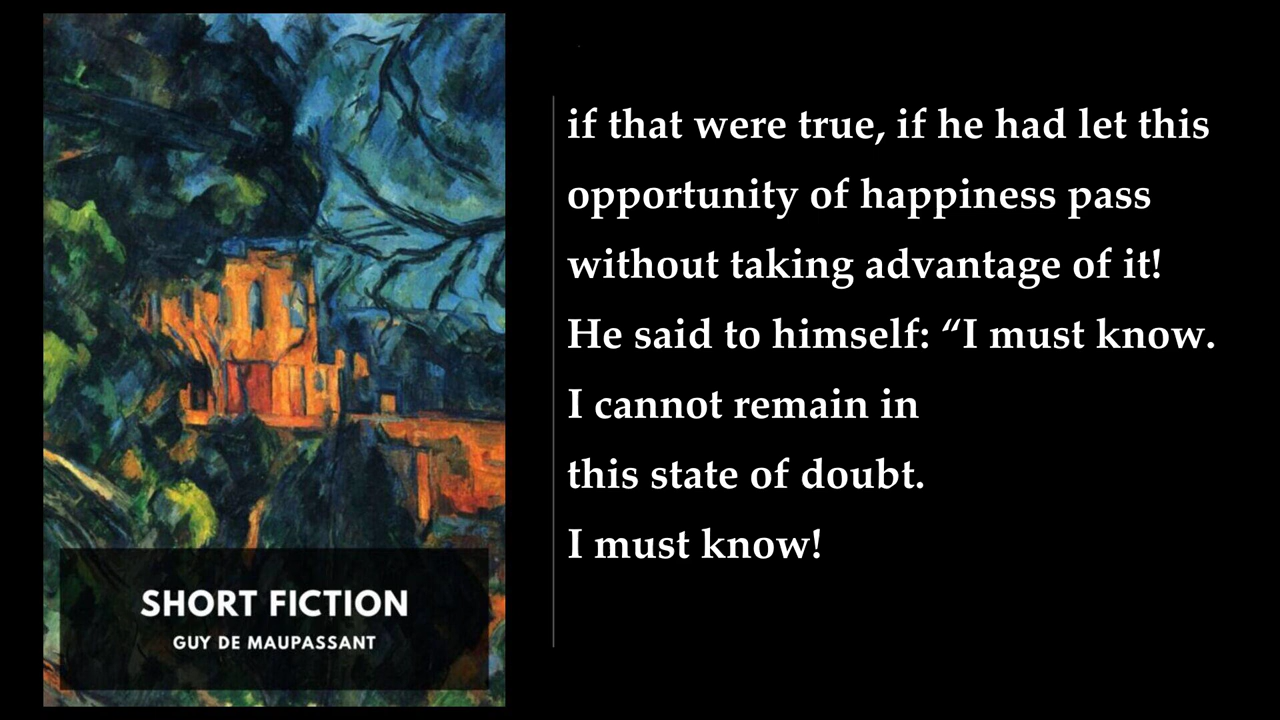 if that were true, if he had let this
opportunity of happiness pass
without taking advantage of it!
He said to himself: “I must know.
I cannot remain in
this state of doubt.
I must know!
SHORT FICTION
GUY DE MAUPASSANT